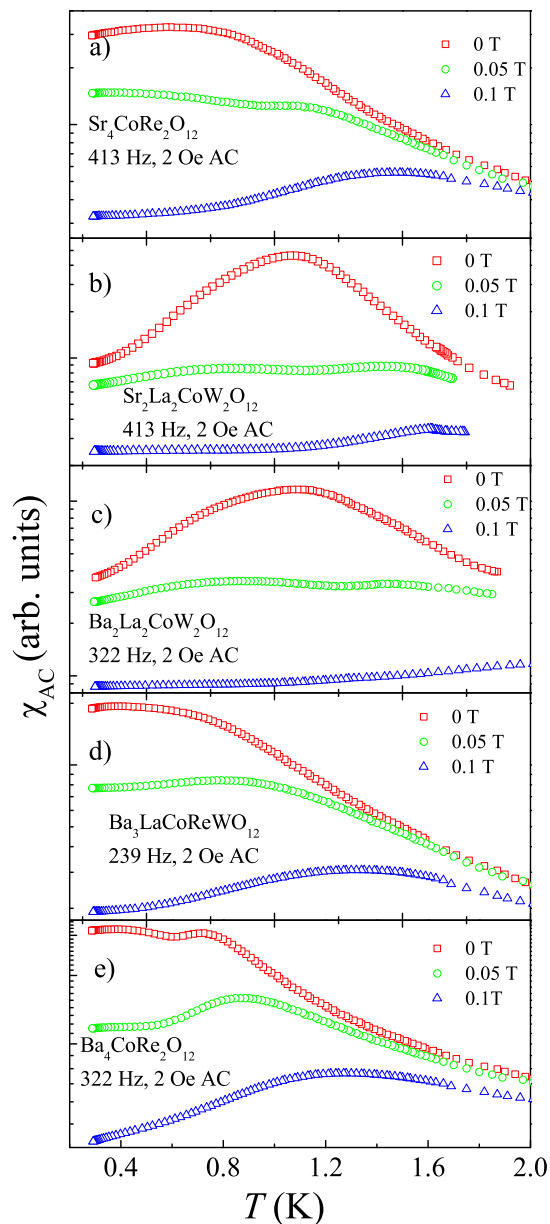 a)
0 T
0.05 T
0.1 T
Sr₄CoRe₂O₁₂
413 Hz, 2 Oe AC
b)
0 T
0.05 T
0.1 T
Sr₂La₂CoW₂O₁₂
413 Hz, 2 Oe AC
c)
0 T
0.05 T
0.1 T
Ba₂La₂CoW₂O₁₂
322 Hz, 2 Oe AC
χAC (arb. units)
d)
0 T
0.05 T
0.1 T
Ba₃LaCoReWO₁₂
239 Hz, 2 Oe AC
e)
0 T
0.05 T
0.1T
Ba₄CoRe₂O₁₂
322 Hz, 2 Oe AC
0.4 0.8 1.2 1.6 2.0
T (K)